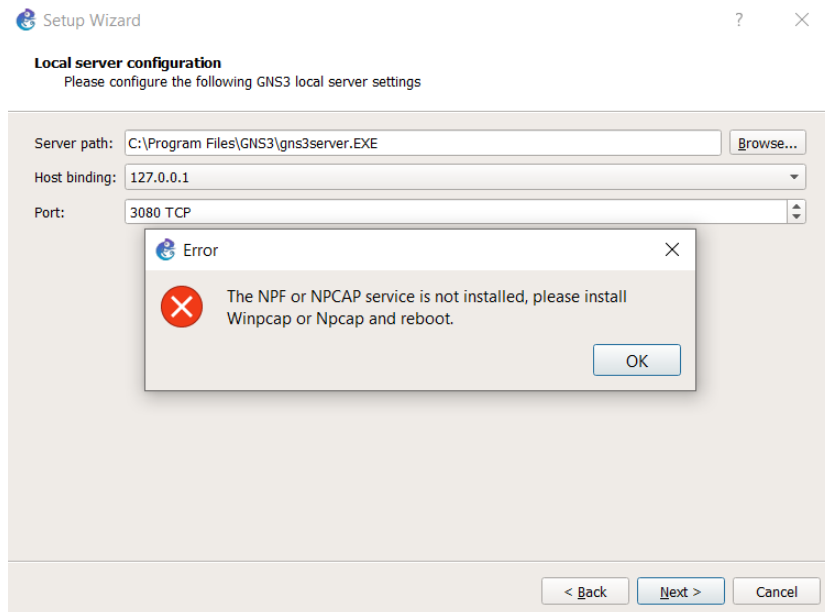 Setup Wizard
Local server configuration
Please configure the following GNS3 local server settings
Server path: C:\Program Files\GNS3\gns3server.EXE Browse...
Host binding: 127.0.0.1
Port: 3080 TCP
Error
The NPF or NPCAP service is not installed, please install
Winpcap or Npcap and reboot.
OK
< Back Next > Cancel